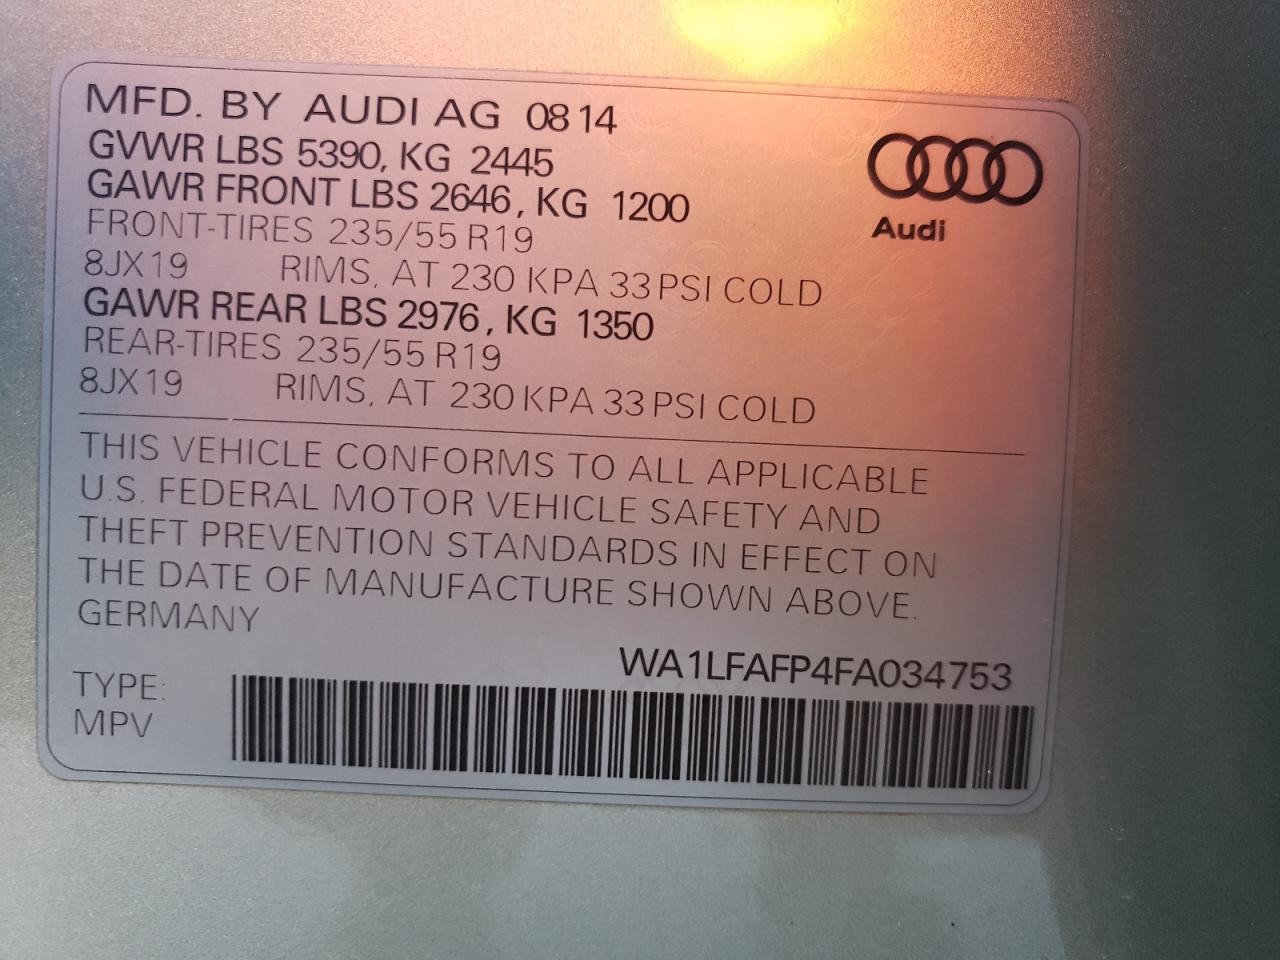 MFD. BY AUDI AG 0814
GVWR LBS 5390, KG 2445
GAWR FRONT LBS 2646, KG 1200
FRONT-TIRES 235/55 R19
8JX19 RIMS, AT 230 KPA 33 PSI COLD
GAWR REAR LBS 2976, KG 1350
REAR-TIRES 235/55 R19
8JX19 RIMS, AT 230 KPA 33 PSI COLD
Audi
THIS VEHICLE CONFORMS TO ALL APPLICABLE
U.S. FEDERAL MOTOR VEHICLE SAFETY AND
THEFT PREVENTION STANDARDS IN EFFECT ON
THE DATE OF MANUFACTURE SHOWN ABOVE.
GERMANY
WA1LFAFP4FA034753
TYPE:
MPV